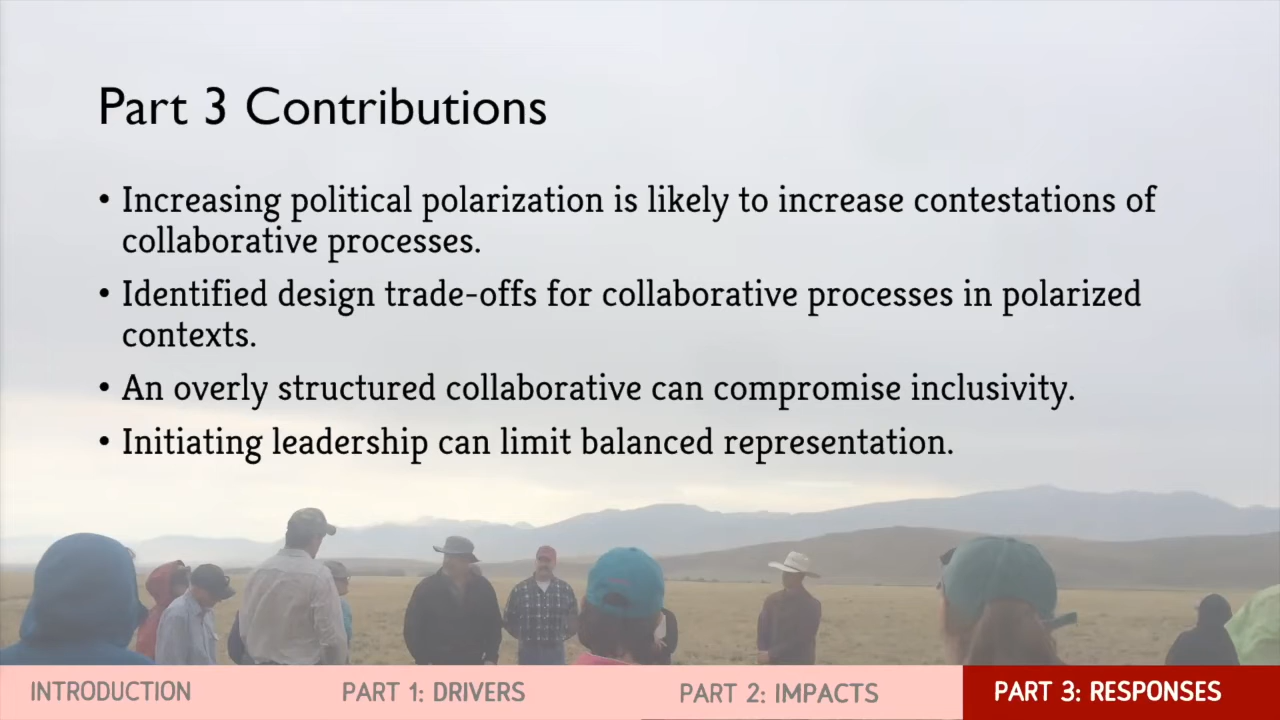 Part 3 Contributions
• Increasing political polarization is likely to increase contestations of
collaborative processes.
• Identified design trade-offs for collaborative processes in polarized
contexts.
• An overly structured collaborative can compromise inclusivity.
• Initiating leadership can limit balanced representation.
INTRODUCTION PART 1: DRIVERS PART 2: IMPACTS PART 3: RESPONSES